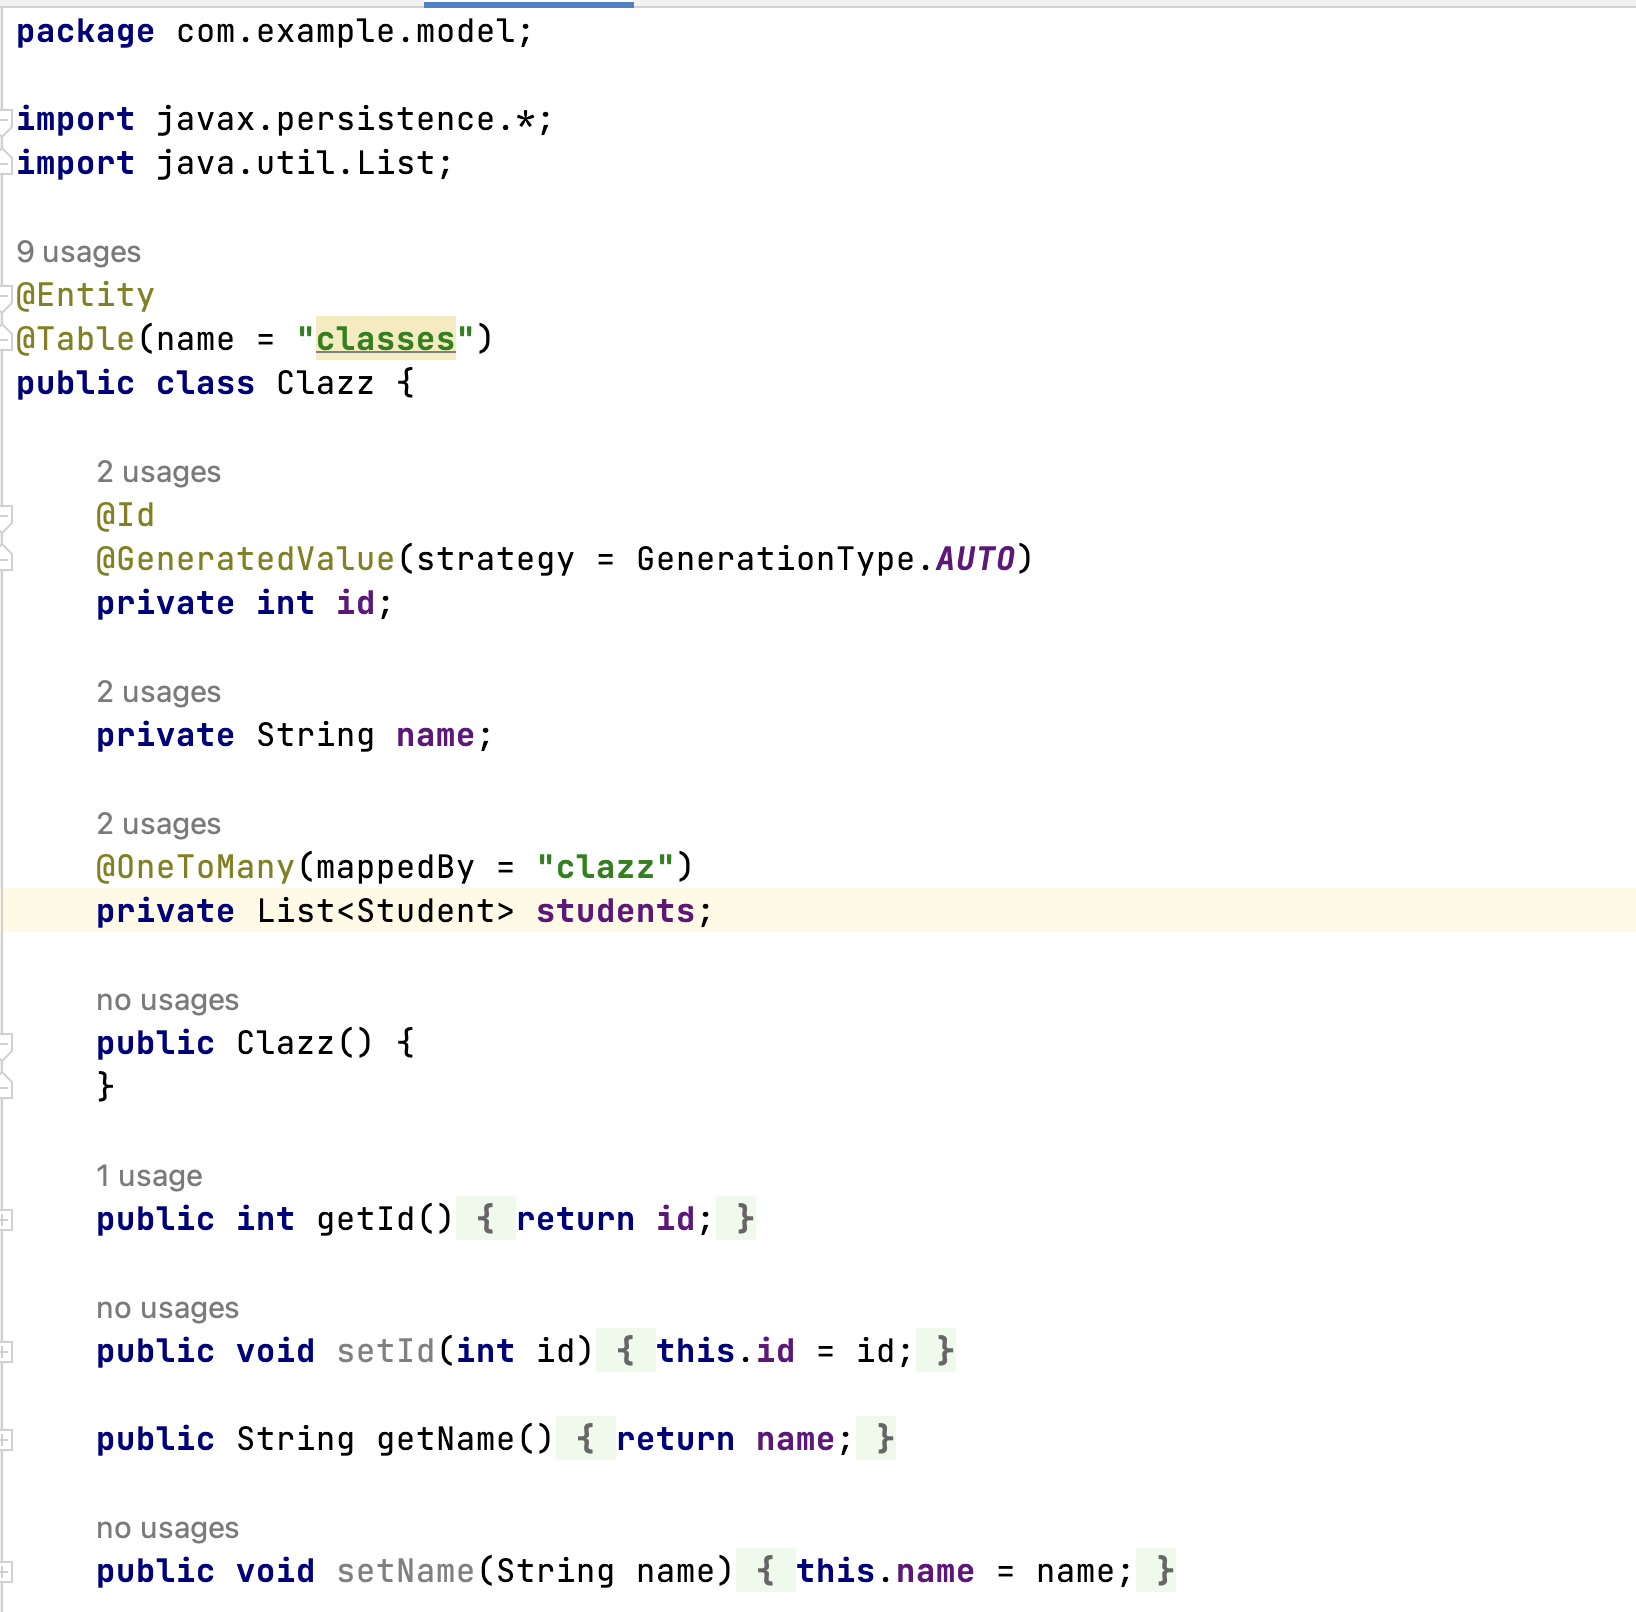 package com.example.model;
import javax.persistence.*;
import java.util.List;
9 usages
@Entity
@Table(name = "classes")
public class Clazz {
2 usages
@Id
@GeneratedValue(strategy = GenerationType.AUTO)
private int id;
2 usages
private String name;
2 usages
@OneToMany(mappedBy = "clazz")
private List<Student> students;
no usages
public Clazz() {
}
1 usage
public int getId() { return id; }
no usages
public void setId(int id) { this.id = id; }
public String getName() { return name; }
no usages
public void setName(String name) { this.name = name; }